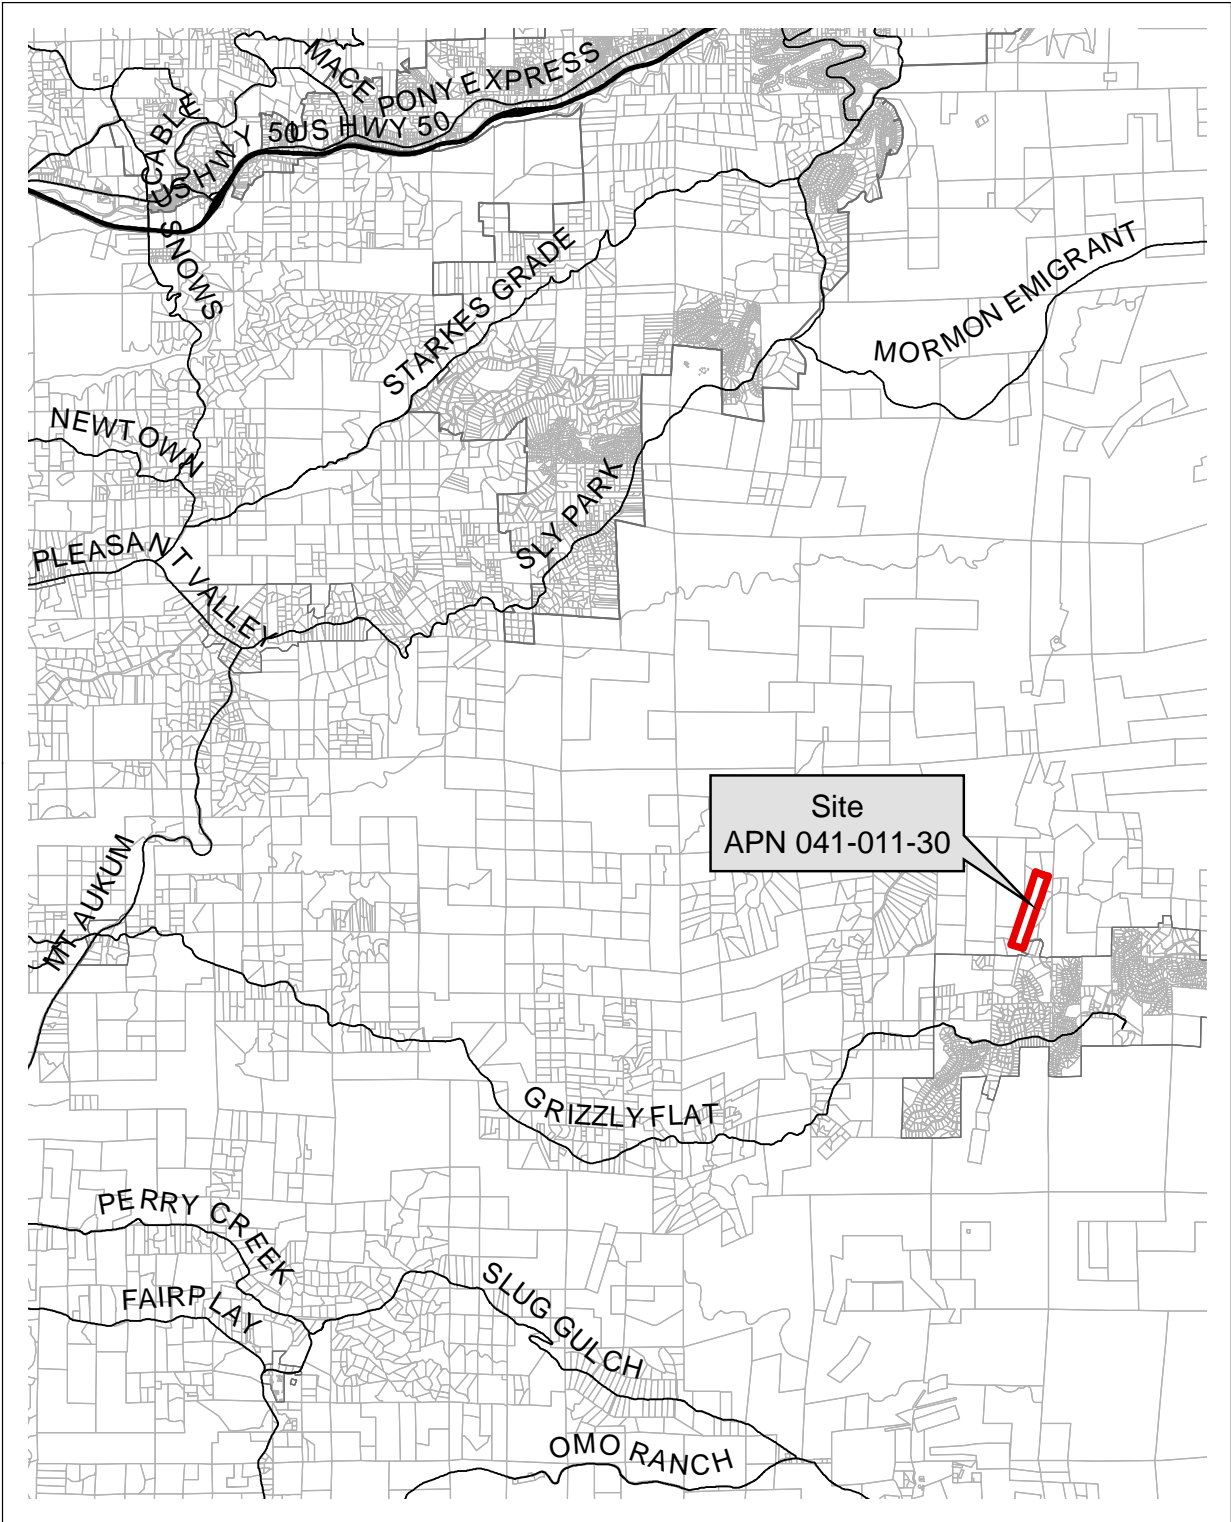 MACE
PONY EXPRESS
CABLE
US HWY 50
US HWY 50
SNOWS
STARKES GRADE
MORMON EMIGRANT
NEWTOWN
SLY PARK
PLEASANT VALLEY
Site
APN 041-011-30
MT AUKUM
GRIZZLY FLAT
PERRY CREEK
FAIRPLAY
SLUG GULCH
OMO RANCH